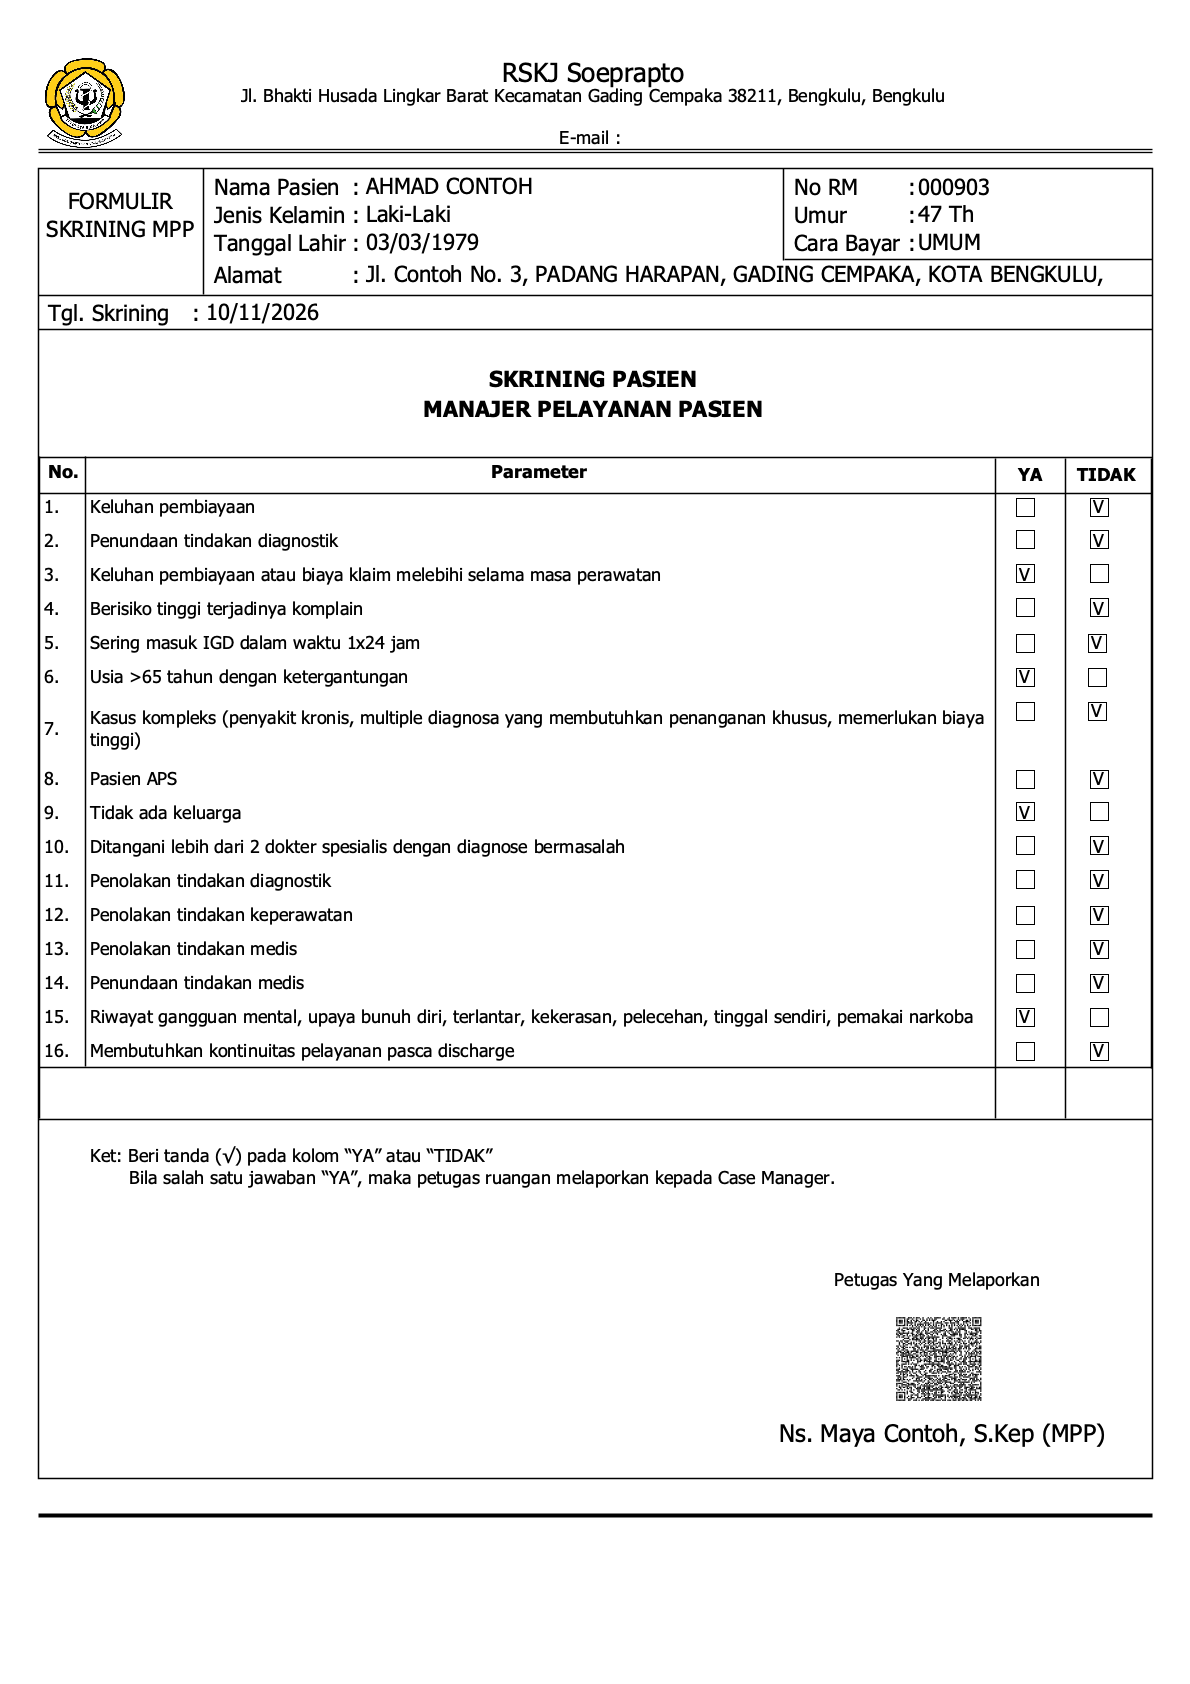 RSKJ Soeprapto
Jl. Bhakti Husada Lingkar Barat Kecamatan Gading Cempaka 38211, Bengkulu, Bengkulu
E-mail :
FORMULIR
SKRINING MPP
Nama Pasien : AHMAD CONTOH
Jenis Kelamin : Laki-Laki
Tanggal Lahir : 03/03/1979
Alamat : Jl. Contoh No. 3, PADANG HARAPAN, GADING CEMPAKA, KOTA BENGKULU,
No RM :000903
Umur :47 Th
Cara Bayar :UMUM
Tgl. Skrining : 10/11/2026
SKRINING PASIEN
MANAJER PELAYANAN PASIEN
No. Parameter YA TIDAK
1. Keluhan pembiayaan V
2. Penundaan tindakan diagnostik V
3. Keluhan pembiayaan atau biaya klaim melebihi selama masa perawatan V
4. Berisiko tinggi terjadinya komplain V
5. Sering masuk IGD dalam waktu 1x24 jam V
6. Usia >65 tahun dengan ketergantungan V
7. Kasus kompleks (penyakit kronis, multiple diagnosa yang membutuhkan penanganan khusus, memerlukan biaya V
tinggi)
8. Pasien APS V
9. Tidak ada keluarga V
10. Ditangani lebih dari 2 dokter spesialis dengan diagnose bermasalah V
11. Penolakan tindakan diagnostik V
12. Penolakan tindakan keperawatan V
13. Penolakan tindakan medis V
14. Penundaan tindakan medis V
15. Riwayat gangguan mental, upaya bunuh diri, terlantar, kekerasan, pelecehan, tinggal sendiri, pemakai narkoba V
16. Membutuhkan kontinuitas pelayanan pasca discharge V
Ket: Beri tanda (√) pada kolom “YA” atau “TIDAK”
Bila salah satu jawaban “YA”, maka petugas ruangan melaporkan kepada Case Manager.
Petugas Yang Melaporkan
Ns. Maya Contoh, S.Kep (MPP)